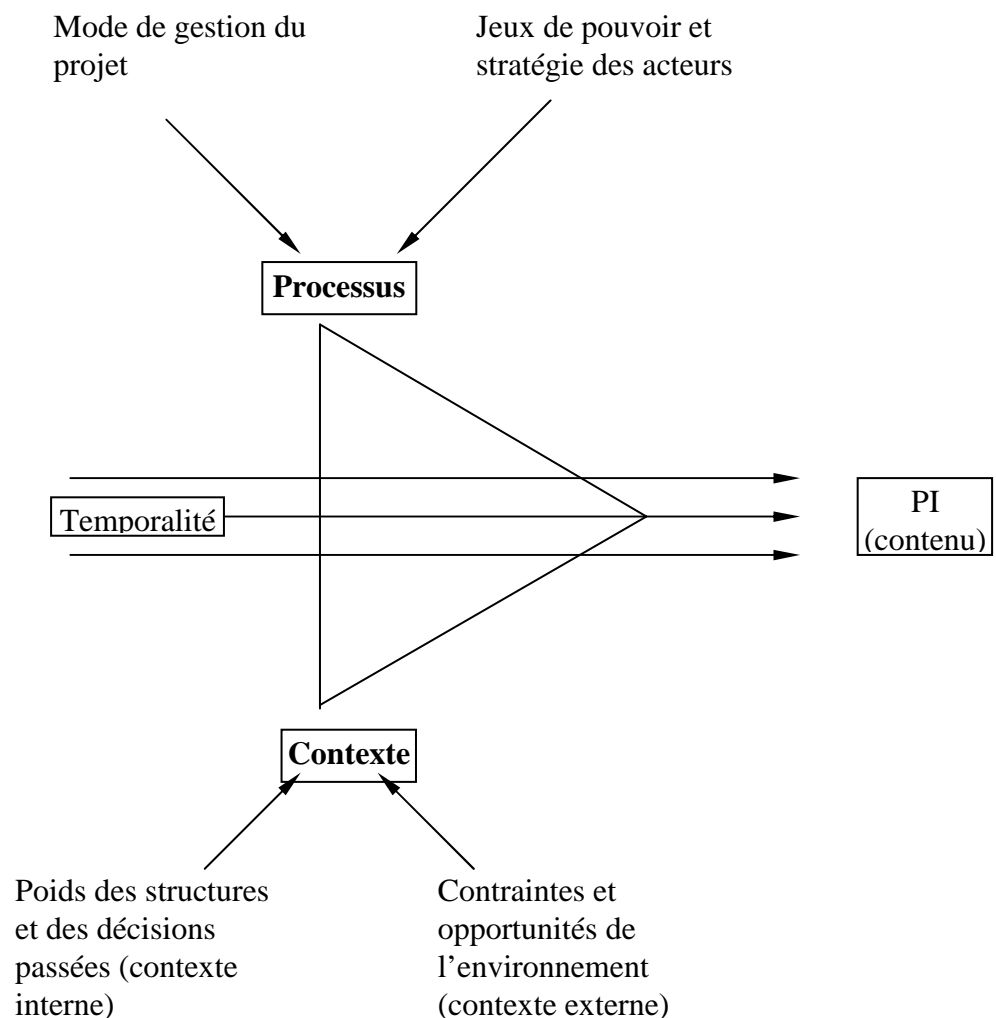 Mode de gestion du
projet
Jeux de pouvoir et
stratégie des acteurs
Processus
Temporalité
PI
(contenu)
Contexte
Poids des structures
et des décisions
passées (contexte
interne)
Contraintes et
opportunités de
l’environnement
(contexte externe)